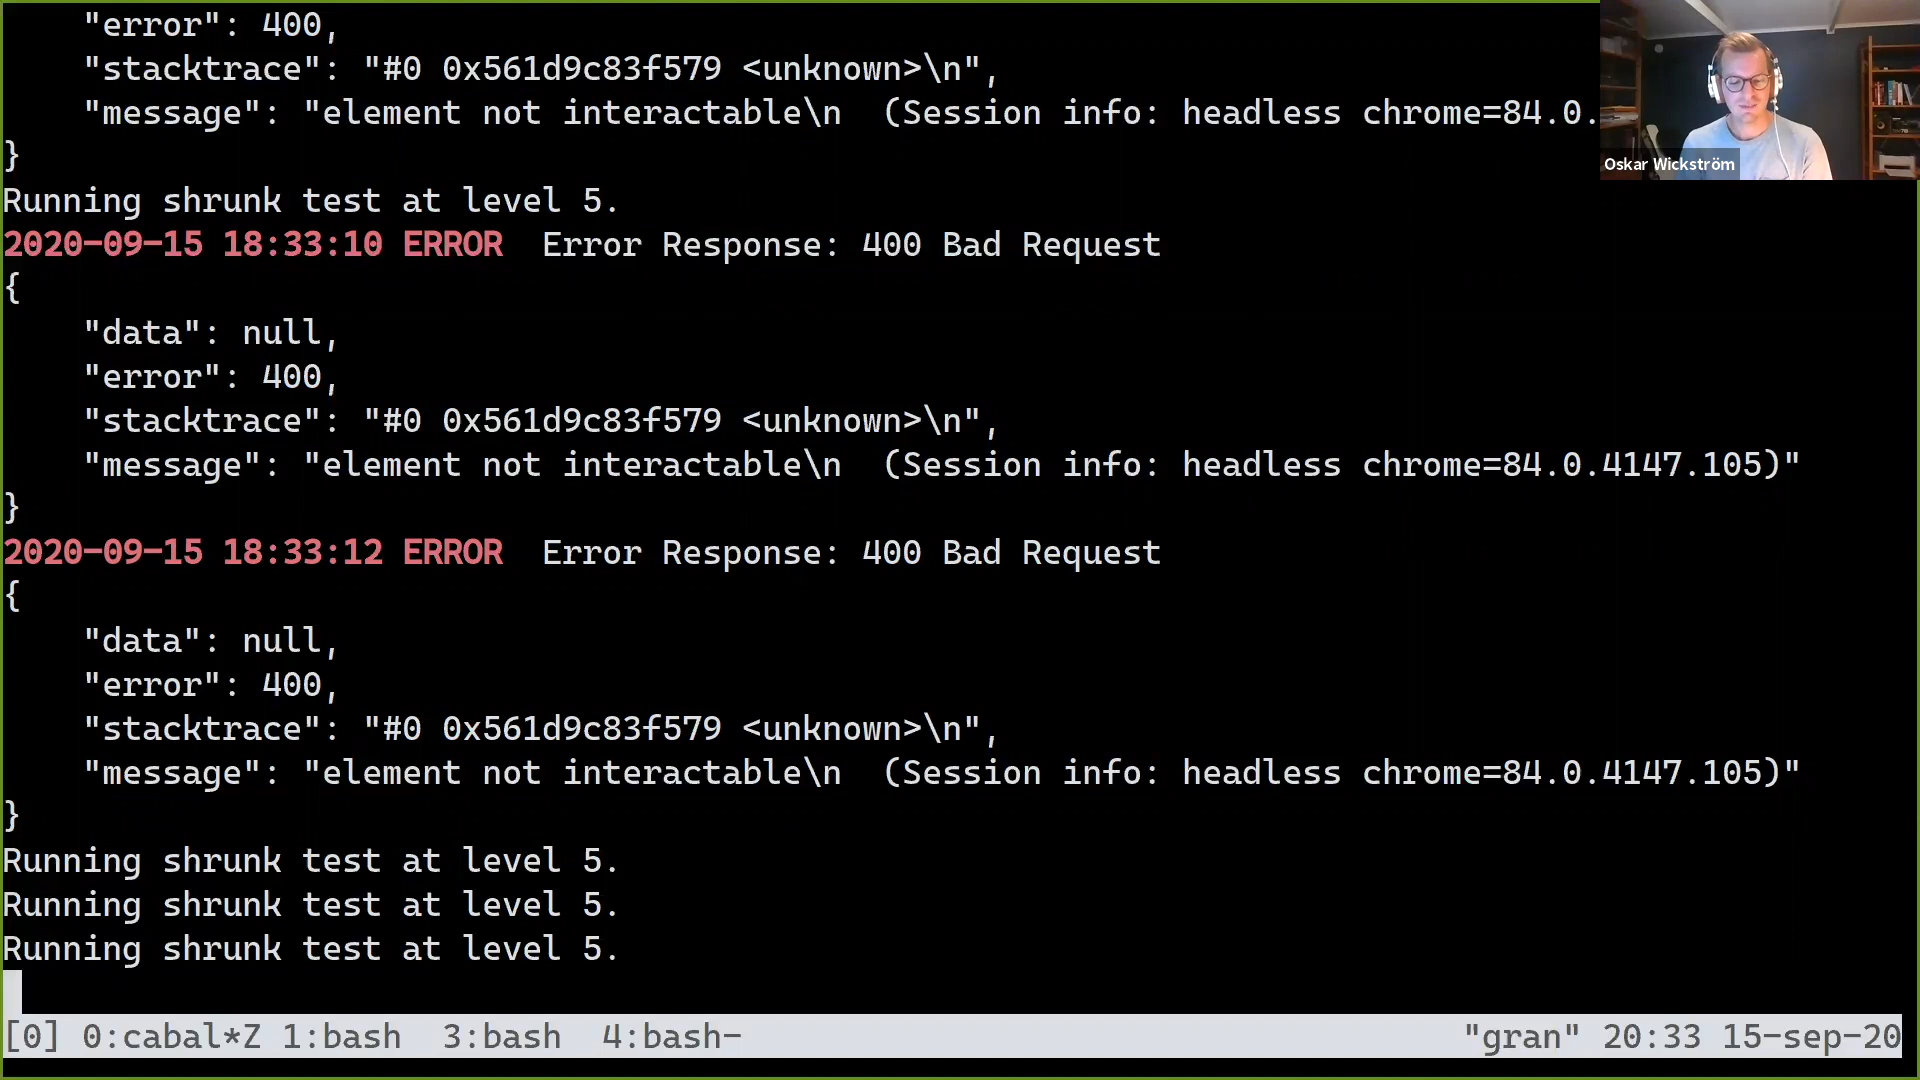 "error": 400,
"stacktrace": "#0 0x561d9c83f579 <unknown>\n",
"message": "element not interactable\n  (Session info: headless chrome=84.0.
}
Oskar Wickström
Running shrunk test at level 5.
2020-09-15 18:33:10 ERROR  Error Response: 400 Bad Request
{
"data": null,
"error": 400,
"stacktrace": "#0 0x561d9c83f579 <unknown>\n",
"message": "element not interactable\n  (Session info: headless chrome=84.0.4147.105)"
}
2020-09-15 18:33:12 ERROR  Error Response: 400 Bad Request
{
"data": null,
"error": 400,
"stacktrace": "#0 0x561d9c83f579 <unknown>\n",
"message": "element not interactable\n  (Session info: headless chrome=84.0.4147.105)"
}
Running shrunk test at level 5.
Running shrunk test at level 5.
Running shrunk test at level 5.
[0] 0:cabal*Z 1:bash  3:bash  4:bash- "gran" 20:33 15-sep-20